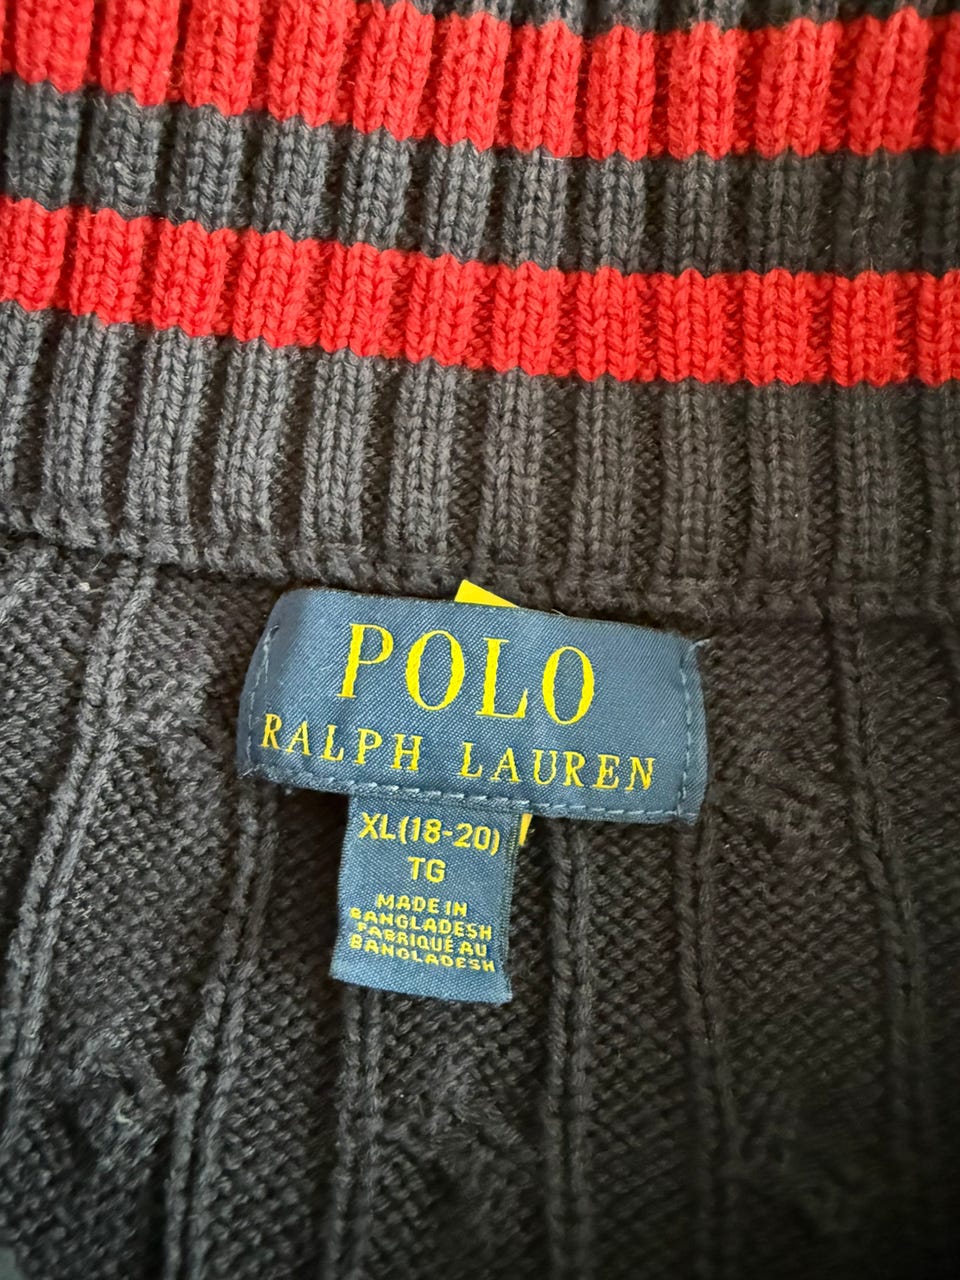 POLO
RALPH LAUREN
XL(18-20)
TG
MADE IN
BANGLADESH
FABRIQUÉ AU
BANGLADESH